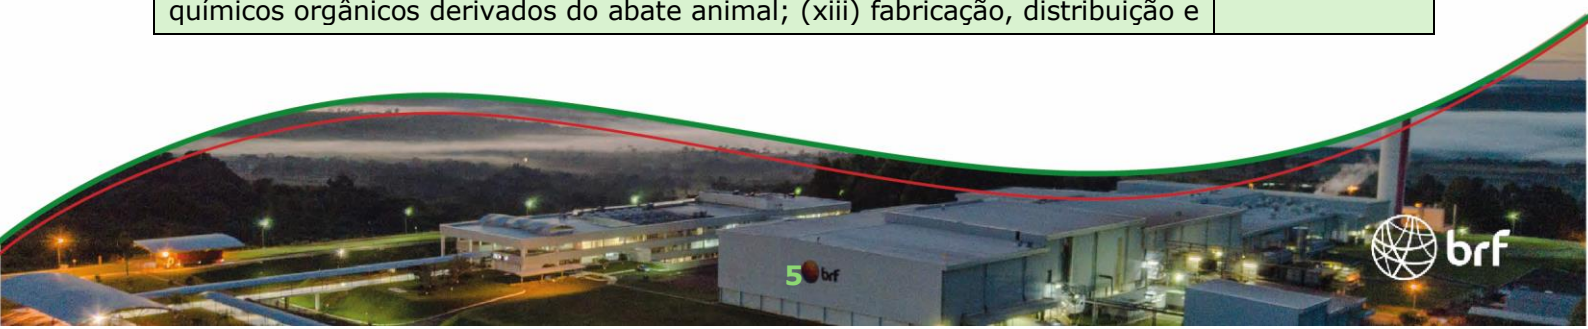 químicos orgânicos derivados do abate animal; (xiii) fabricação, distribuição e
5
brf
brf